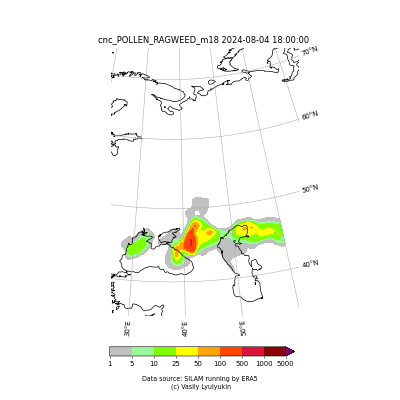 cnc_POLLEN_RAGWEED_m18 2024-08-04 18:00:00
70°N
60°N
50°N
40°N
30°E 40°E 50°E
1 5 10 25 50 100 500 1000 5000
Data source: SILAM running by ERA5
(c) Vasily Lyulyukin